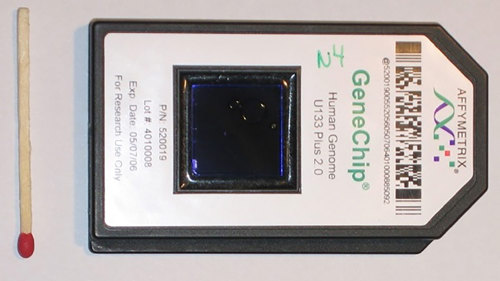 AFFYMETRIX®
@52001900552056050706401000885092
GeneChip®
Human Genome
U133 Plus 2.0
P/N 520019
Lot # 4010008
Exp. Date: 05/07/06
For Research Use Only